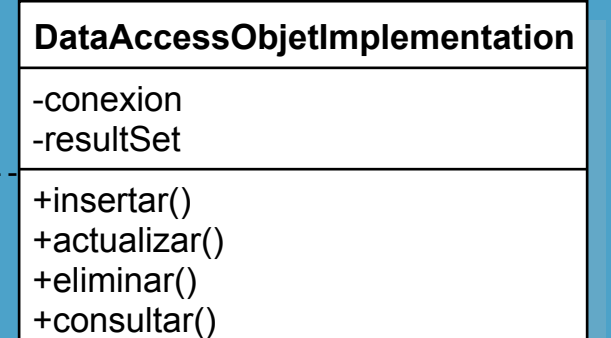 DataAccessObjetImplementation
-conexion
-resultSet
+insertar()
+actualizar()
+eliminar()
+consultar()